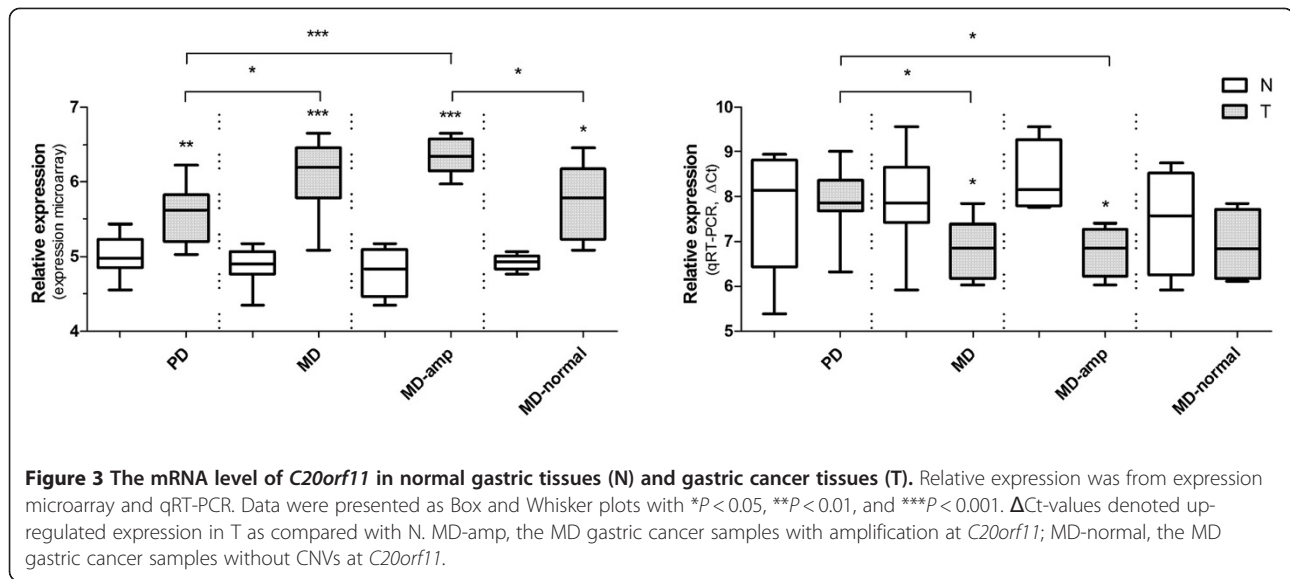 ***
*
*
*
*
N
T
Relative expression
(expression microarray)
7
6
5
4
**
***
***
*
PD
MD
MD-amp
MD-normal
Relative expression
(qRT-PCR, ΔCt)
10
9
8
7
6
5
*
*
PD
MD
MD-amp
MD-normal
Figure 3 The mRNA level of C20orf11 in normal gastric tissues (N) and gastric cancer tissues (T). Relative expression was from expression
microarray and qRT-PCR. Data were presented as Box and Whisker plots with *P < 0.05, **P < 0.01, and ***P < 0.001. ΔCt-values denoted up-
regulated expression in T as compared with N. MD-amp, the MD gastric cancer samples with amplification at C20orf11; MD-normal, the MD
gastric cancer samples without CNVs at C20orf11.